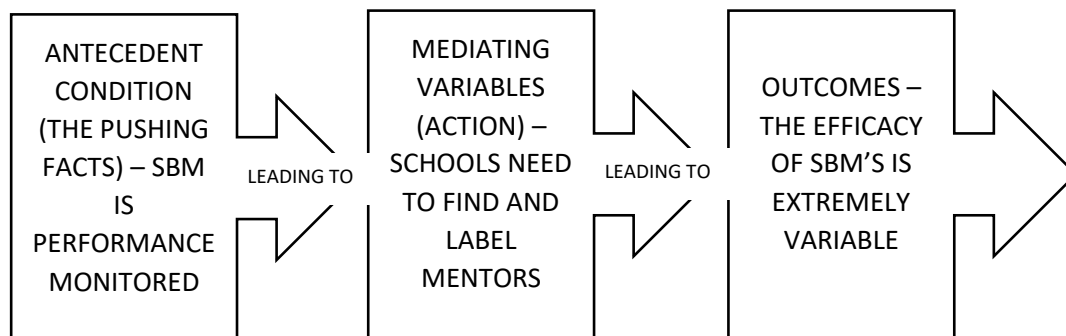 ANTECEDENT
CONDITION
(THE PUSHING
FACTS) – SBM
IS
PERFORMANCE
MONITORED
LEADING TO
MEDIATING
VARIABLES
(ACTION) –
SCHOOLS NEED
TO FIND AND
LABEL
MENTORS
LEADING TO
OUTCOMES –
THE EFFICACY
OF SBM'S IS
EXTREMELY
VARIABLE